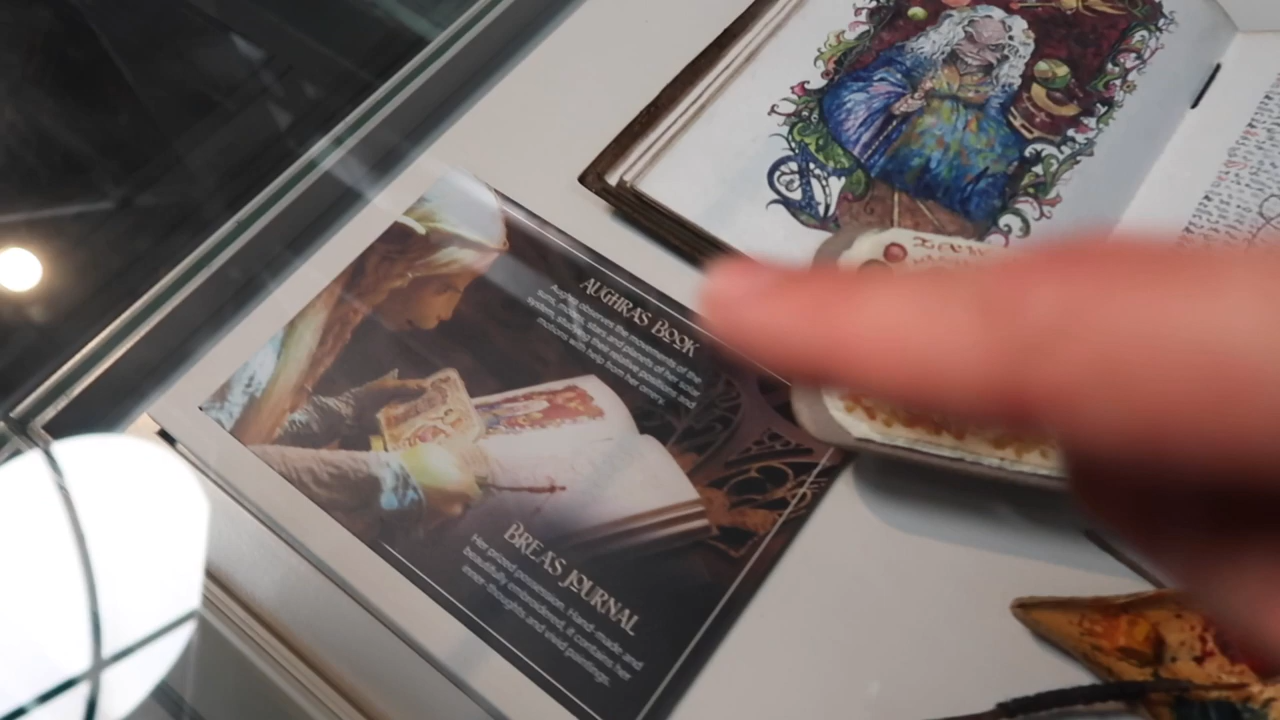 AUGHRA'S BOOK
Aughra observes the movements of the
suns, moons, stars and planets of her solar
system, studying their relative positions and
motions with help from her orrery.
BREA'S JOURNAL
Her prized possession. Hand-made and
beautifully embroidered, it contains her
inner-thoughts and vivid paintings.